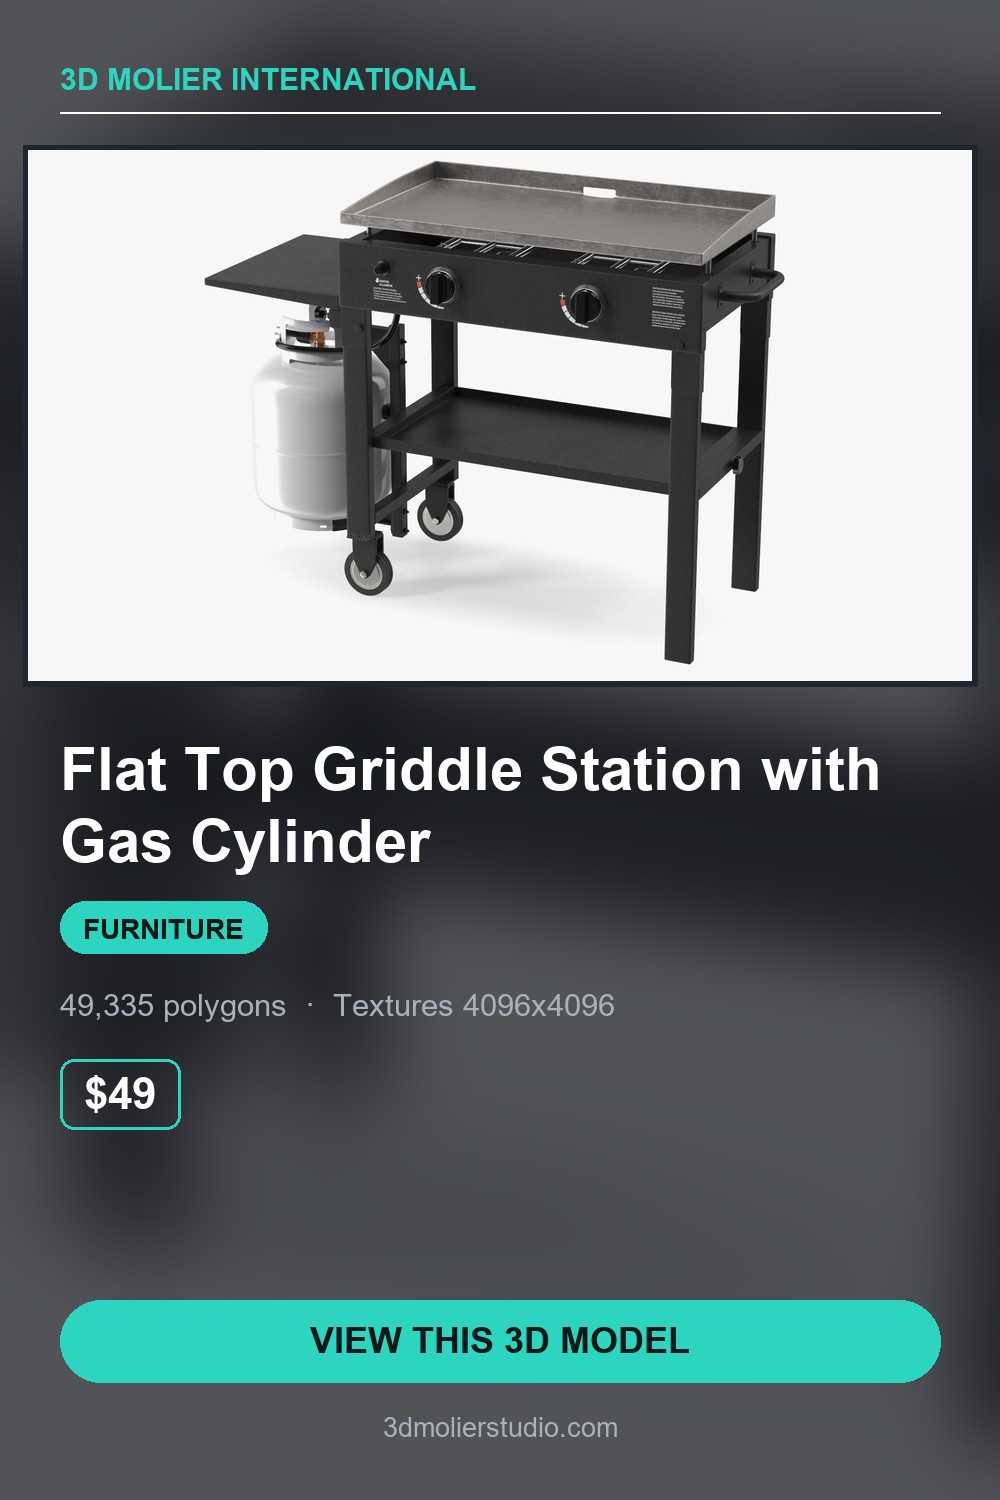 3D MOLIER INTERNATIONAL
Flat Top Griddle Station with
Gas Cylinder
FURNITURE
49,335 polygons · Textures 4096x4096
$49
VIEW THIS 3D MODEL
3dmolierstudio.com